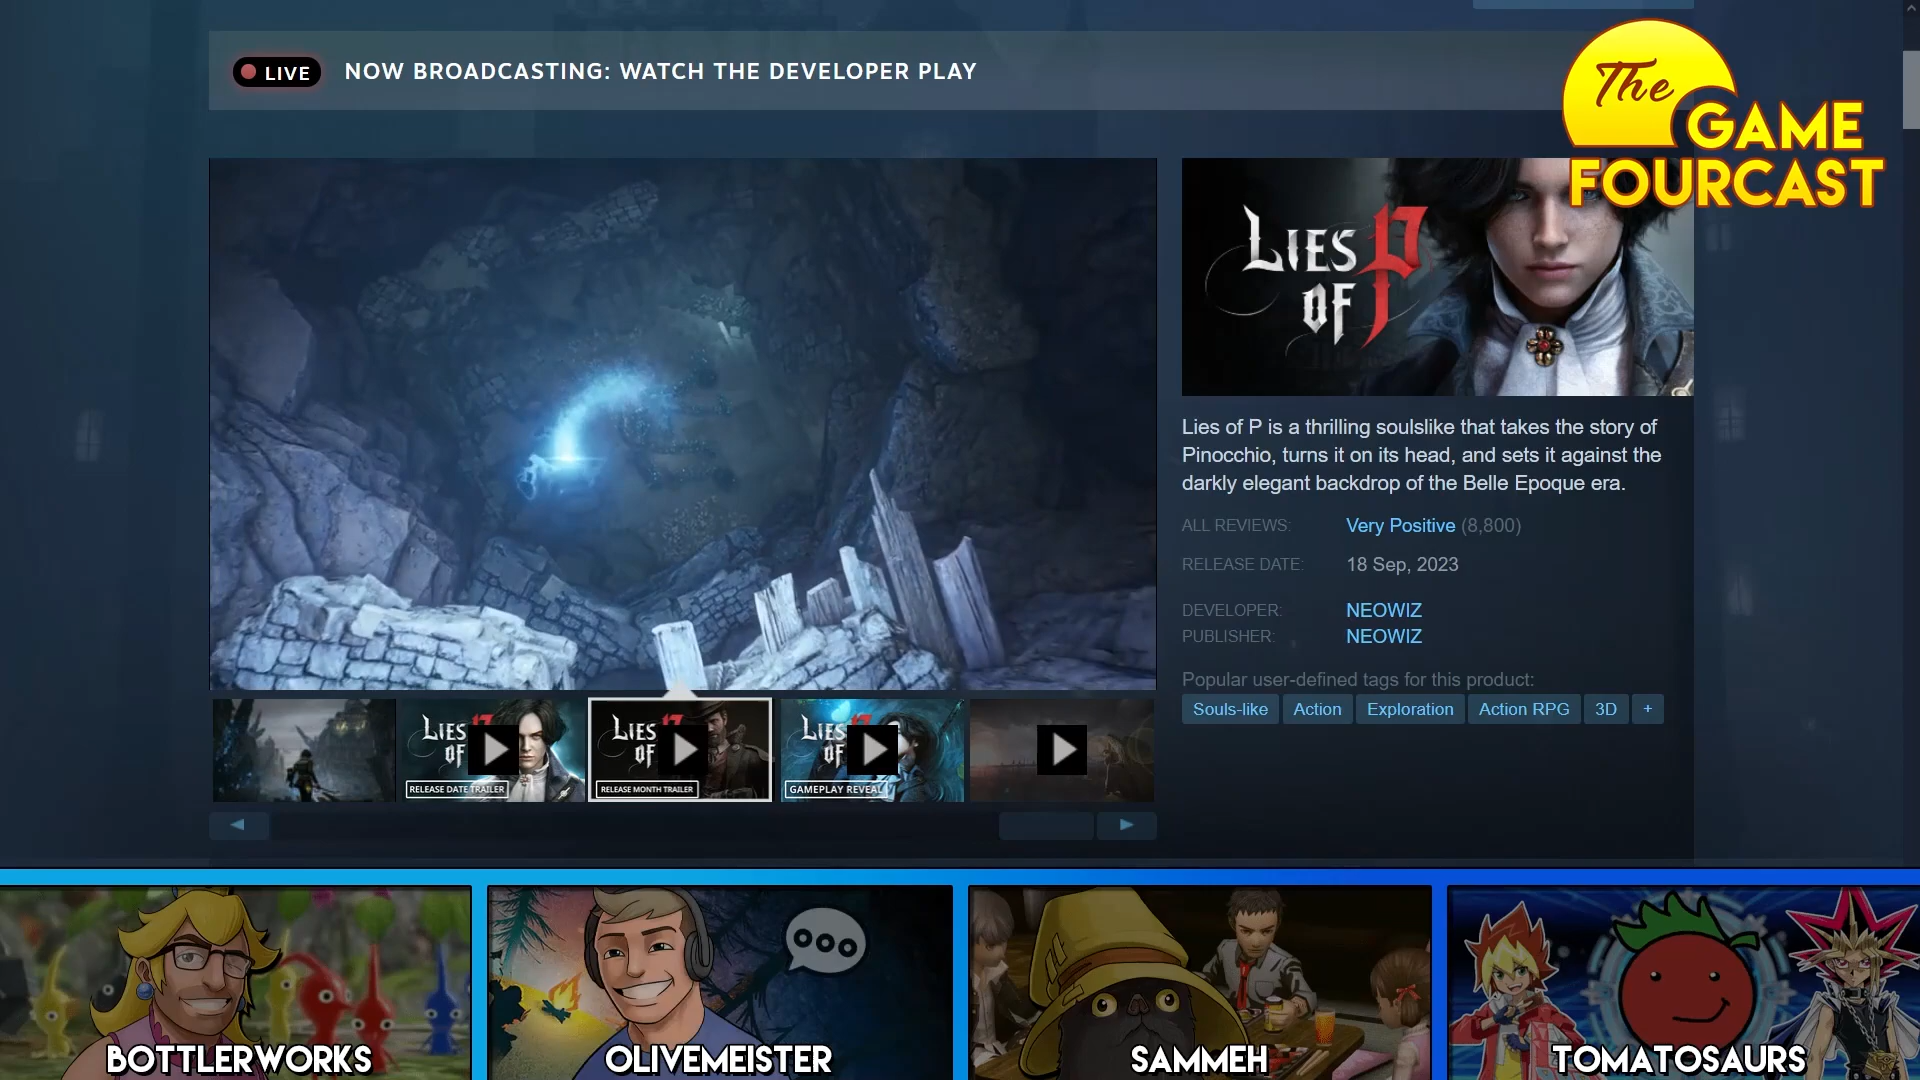 LIVE
NOW BROADCASTING: WATCH THE DEVELOPER PLAY
The
GAME
FOURCAST
LIES
OF P
Lies of P is a thrilling soulslike that takes the story of
Pinocchio, turns it on its head, and sets it against the
darkly elegant backdrop of the Belle Epoque era.
ALL REVIEWS: Very Positive (8,800)
RELEASE DATE: 18 Sep, 2023
DEVELOPER: NEOWIZ
PUBLISHER: NEOWIZ
Popular user-defined tags for this product:
Souls-like Action Exploration Action RPG 3D +
LIES P
OF
RELEASE DATE TRAILER
LIES P
OF
RELEASE MONTH TRAILER
LIES P
OF
GAMEPLAY REVEAL
BOTTLERWORKS
OLIVEMEISTER
SAMMEH
TOMATOSAURS